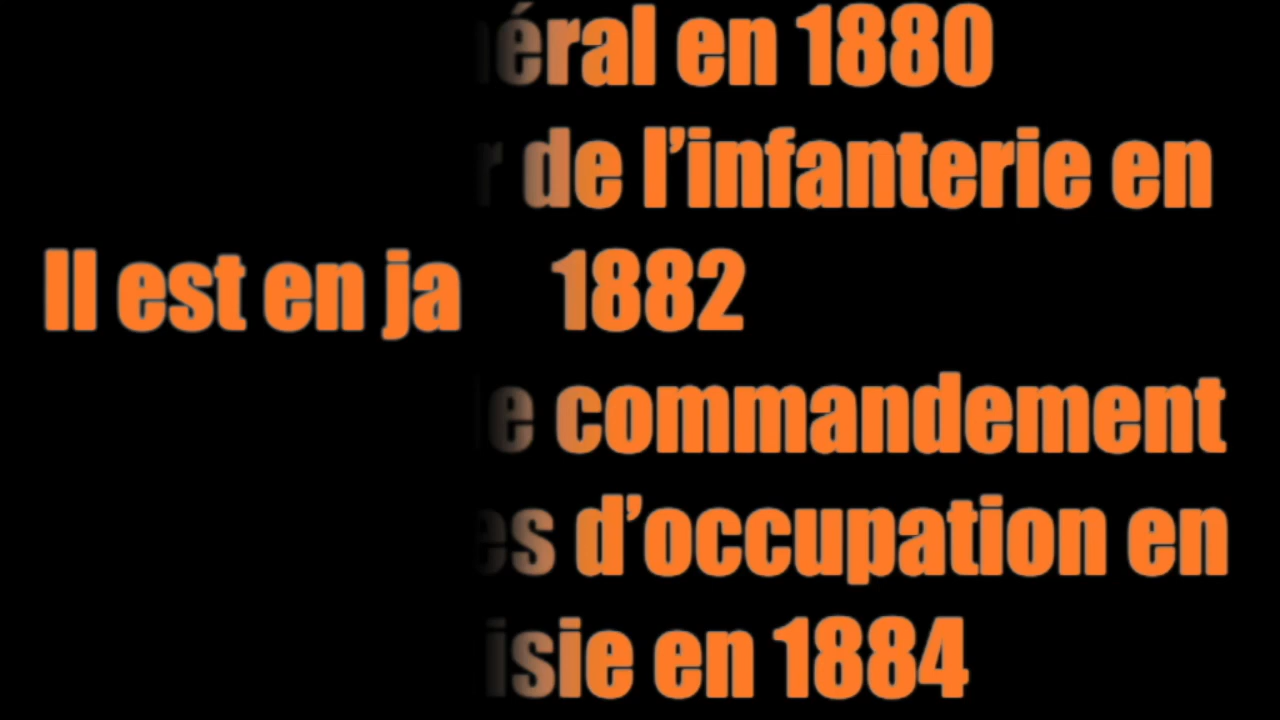 éral en 1880
r de l’infanterie en
Il est en ja 1882
e commandement
es d’occupation en
isie en 1884